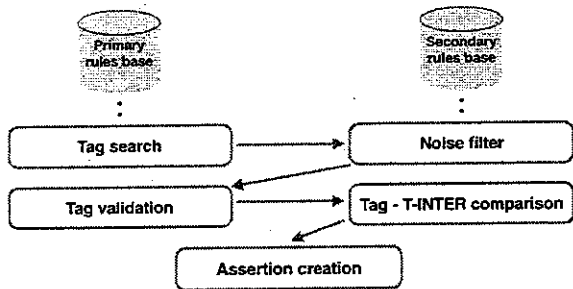 Primary
rules base
Secondary
rules base
Tag search
Noise filter
Tag validation
Tag - T-INTER comparison
Assertion creation